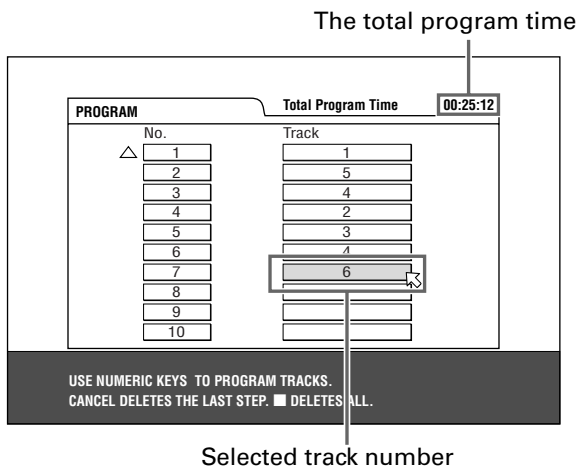 The total program time
PROGRAM Total Program Time 00:25:12
No. Track
1 1
2 5
3 4
4 2
5 3
6 4
7 6
8
9
10
USE NUMERIC KEYS TO PROGRAM TRACKS.
CANCEL DELETES THE LAST STEP. ■ DELETES ALL.
Selected track number